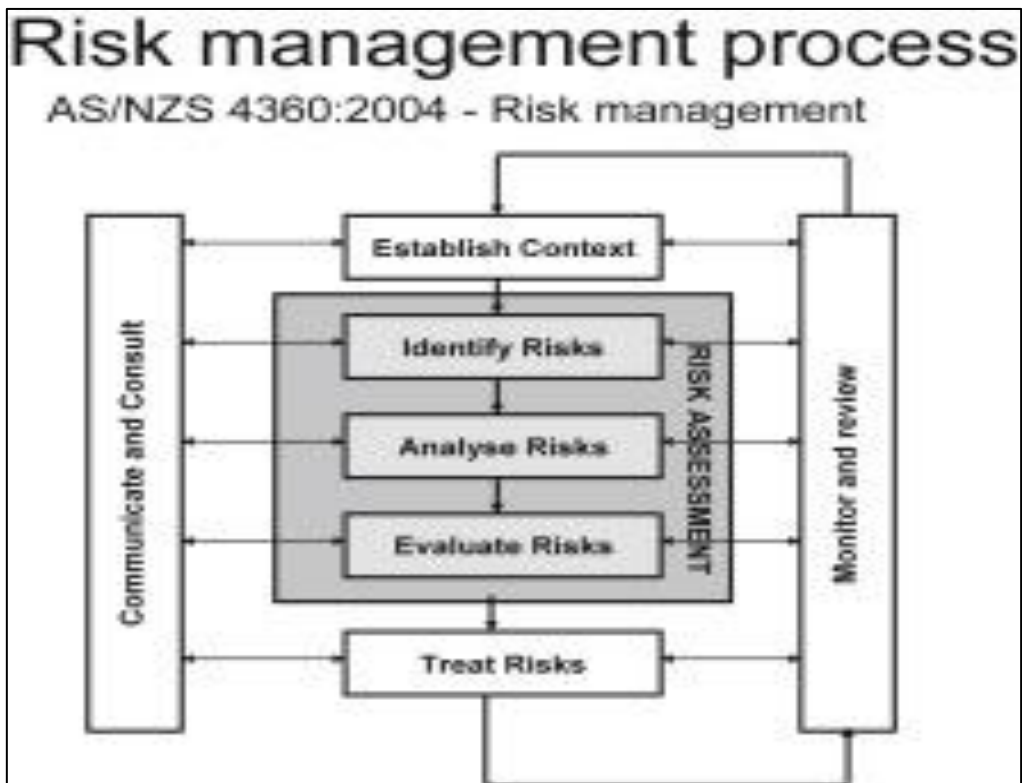 Risk management process
AS/NZS 4360:2004 - Risk management
Establish Context
Communicate and Consult
Identify Risks
Analyse Risks
Evaluate Risks
RISK ASSESSMENT
Monitor and review
Treat Risks